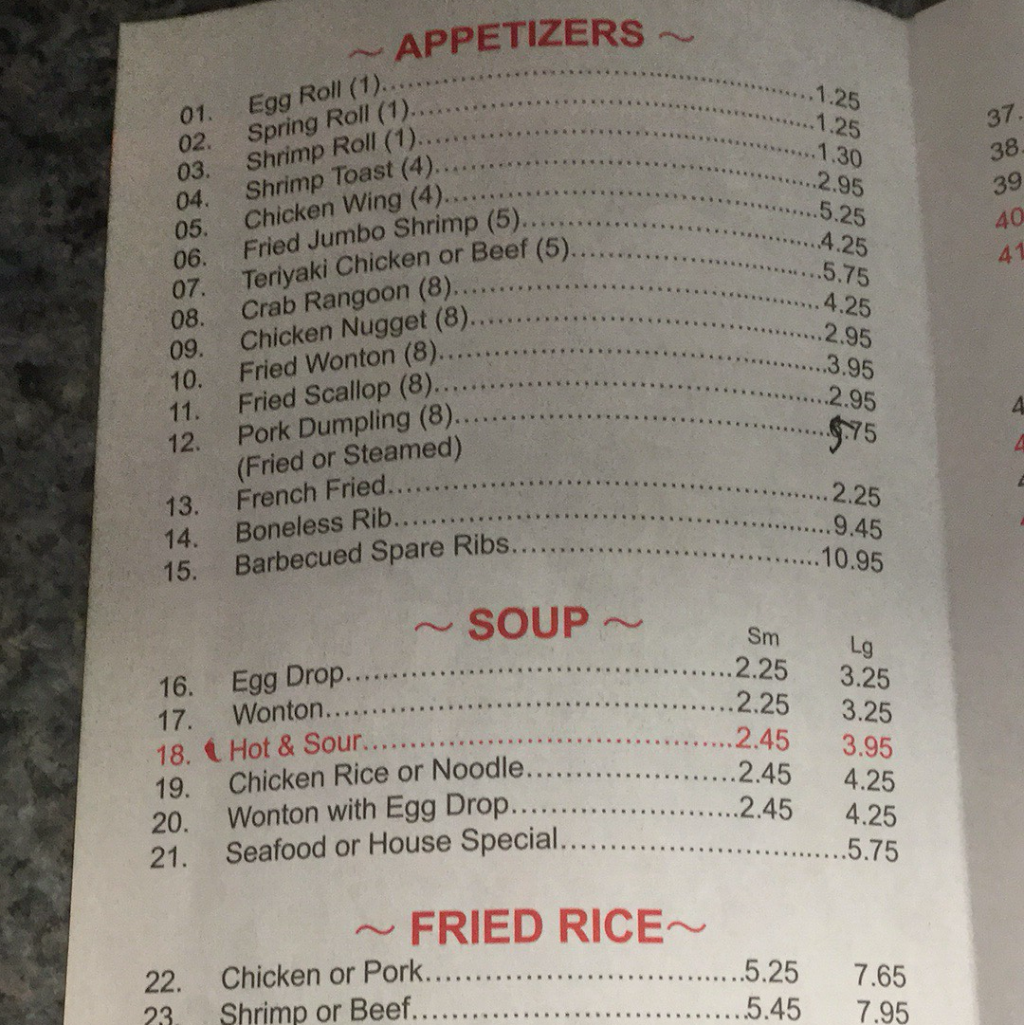 ~ APPETIZERS ~
01. Egg Roll (1)..........1.25
02. Spring Roll (1)..........1.25
03. Shrimp Roll (1)..........1.30
04. Shrimp Toast (4)..........2.95
05. Chicken Wing (4)..........5.25
06. Fried Jumbo Shrimp (5)..........4.25
07. Teriyaki Chicken or Beef (5)..........5.75
08. Crab Rangoon (8)..........4.25
09. Chicken Nugget (8)..........2.95
10. Fried Wonton (8)..........3.95
11. Fried Scallop (8)..........2.95
12. Pork Dumpling (8)..........5.75
(Fried or Steamed)
13. French Fried..........2.25
14. Boneless Rib..........9.45
15. Barbecued Spare Ribs..........10.95
~ SOUP ~
Sm Lg
16. Egg Drop..........2.25 3.25
17. Wonton..........2.25 3.25
18. Hot & Sour..........2.45 3.95
19. Chicken Rice or Noodle..........2.45 4.25
20. Wonton with Egg Drop..........2.45 4.25
21. Seafood or House Special..........5.75
~ FRIED RICE ~
22. Chicken or Pork..........5.25 7.65
23. Shrimp or Beef..........5.45 7.95
37.
38.
39
40
41